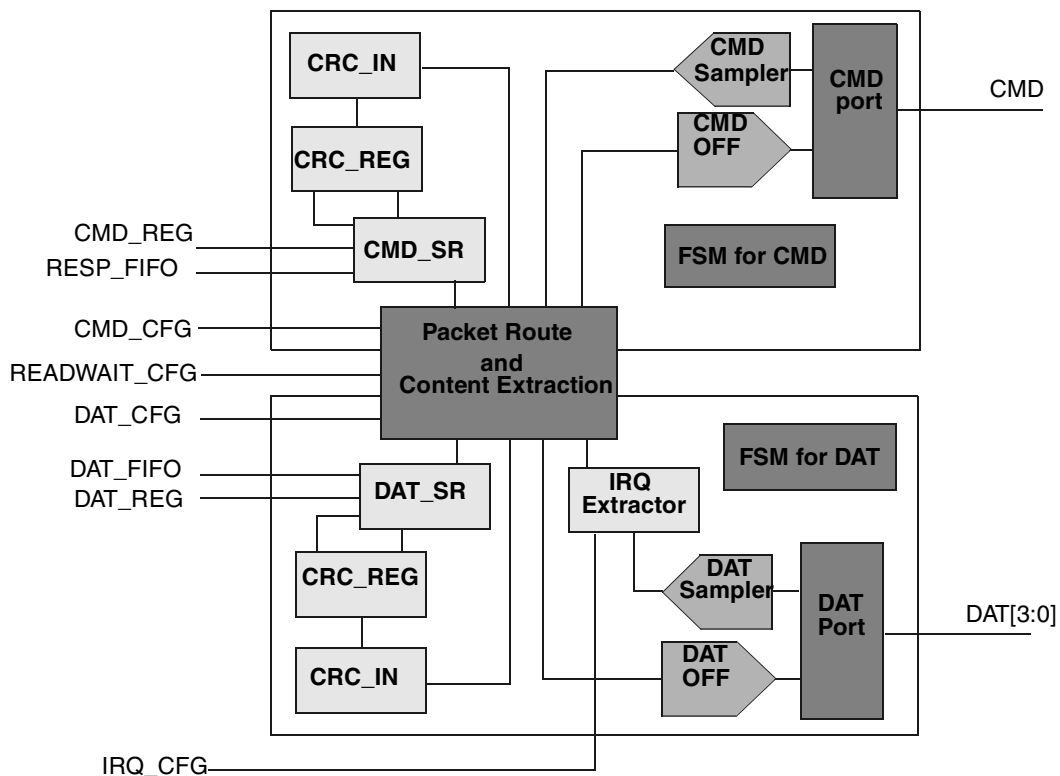 CRC_IN
CMD
Sampler
CMD
port
CMD
CRC_REG
CMD
OFF
CMD_REG
CMD_SR
FSM for CMD
RESP_FIFO
CMD_CFG
Packet Route
and
Content Extraction
READWAIT_CFG
DAT_CFG
FSM for DAT
DAT_FIFO
DAT_SR
IRQ
Extractor
DAT_REG
CRC_REG
DAT
Sampler
DAT
Port
DAT[3:0]
CRC_IN
DAT
OFF
IRQ_CFG